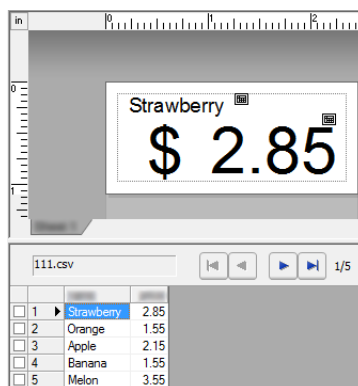 in 0 1 2
0
Strawberry
$ 2.85
1
111.csv 1/5
1 Strawberry 2.85
2 Orange 1.55
3 Apple 2.15
4 Banana 1.55
5 Melon 3.55